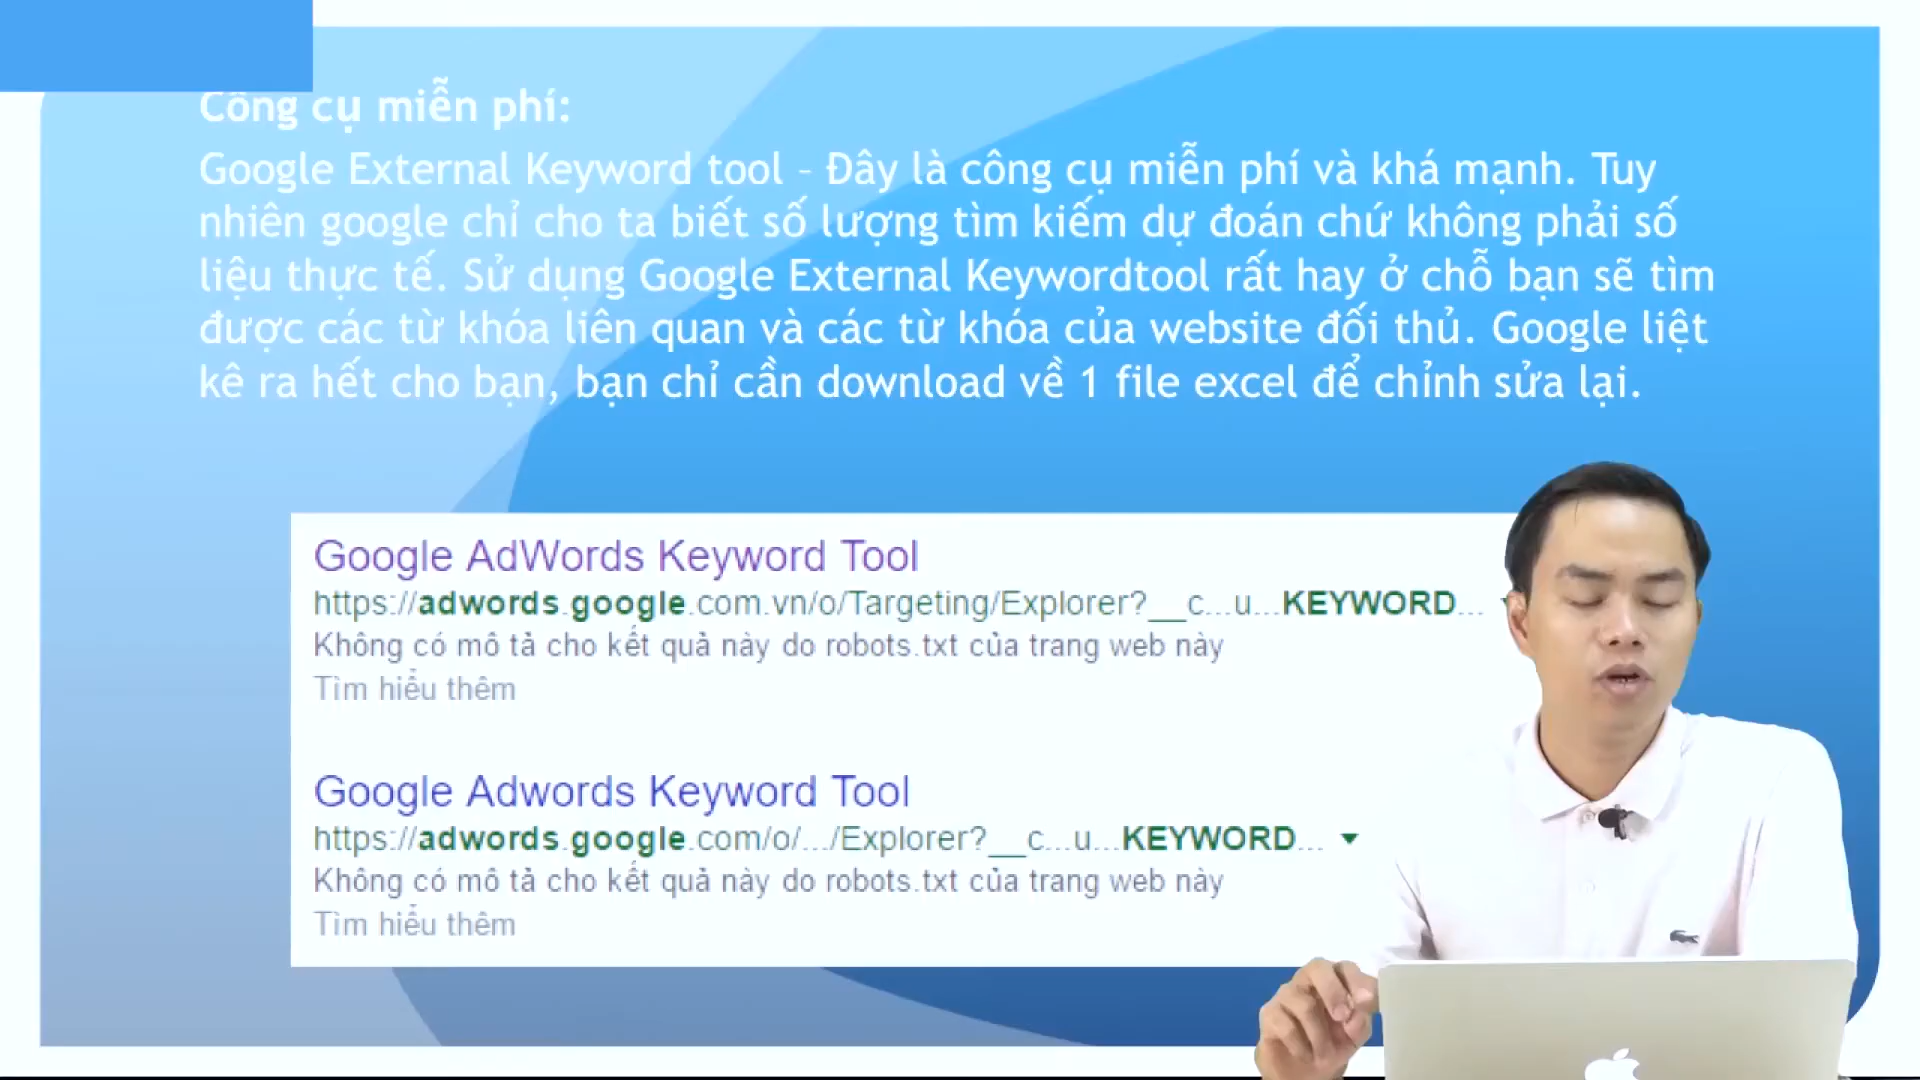 Công cụ miễn phí:
Google External Keyword tool – Đây là công cụ miễn phí và khá mạnh. Tuy
nhiên google chỉ cho ta biết số lượng tìm kiếm dự đoán chứ không phải số
liệu thực tế. Sử dụng Google External Keywordtool rất hay ở chỗ bạn sẽ tìm
được các từ khóa liên quan và các từ khóa của website đối thủ. Google liệt
kê ra hết cho bạn, bạn chỉ cần download về 1 file excel để chỉnh sửa lại.
Google AdWords Keyword Tool
https://adwords.google.com.vn/o/Targeting/Explorer?__c...u...KEYWORD...
Không có mô tả cho kết quả này do robots.txt của trang web này
Tìm hiểu thêm
Google Adwords Keyword Tool
https://adwords.google.com/o/.../Explorer?__c...u...KEYWORD...
Không có mô tả cho kết quả này do robots.txt của trang web này
Tìm hiểu thêm